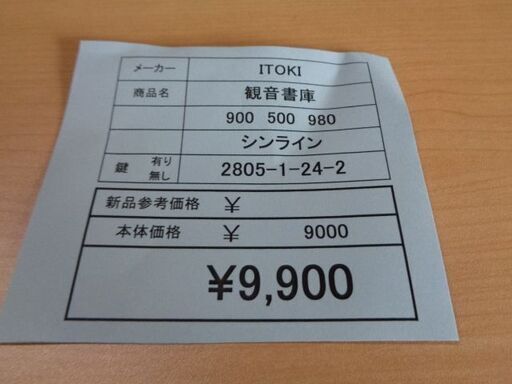 メーカー ITOKI
商品名 観音書庫
900 500 980
シンライン
鍵 有り 無し 2805-1-24-2
新品参考価格 ¥
本体価格 ¥ 9000
¥9,900